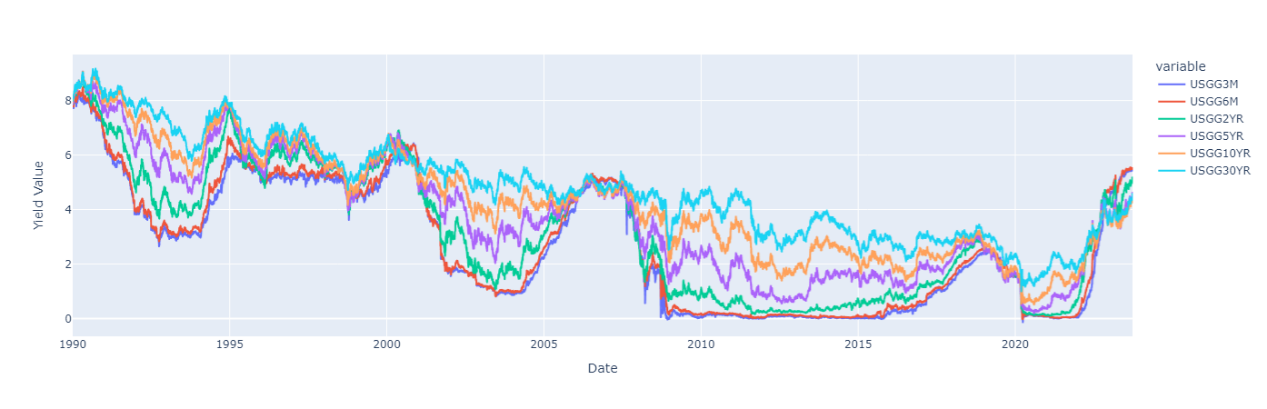 variable
USGG3M
USGG6M
USGG2YR
USGG5YR
USGG10YR
USGG30YR
Yield Value
8
6
4
2
0
1990 1995 2000 2005 2010 2015 2020
Date